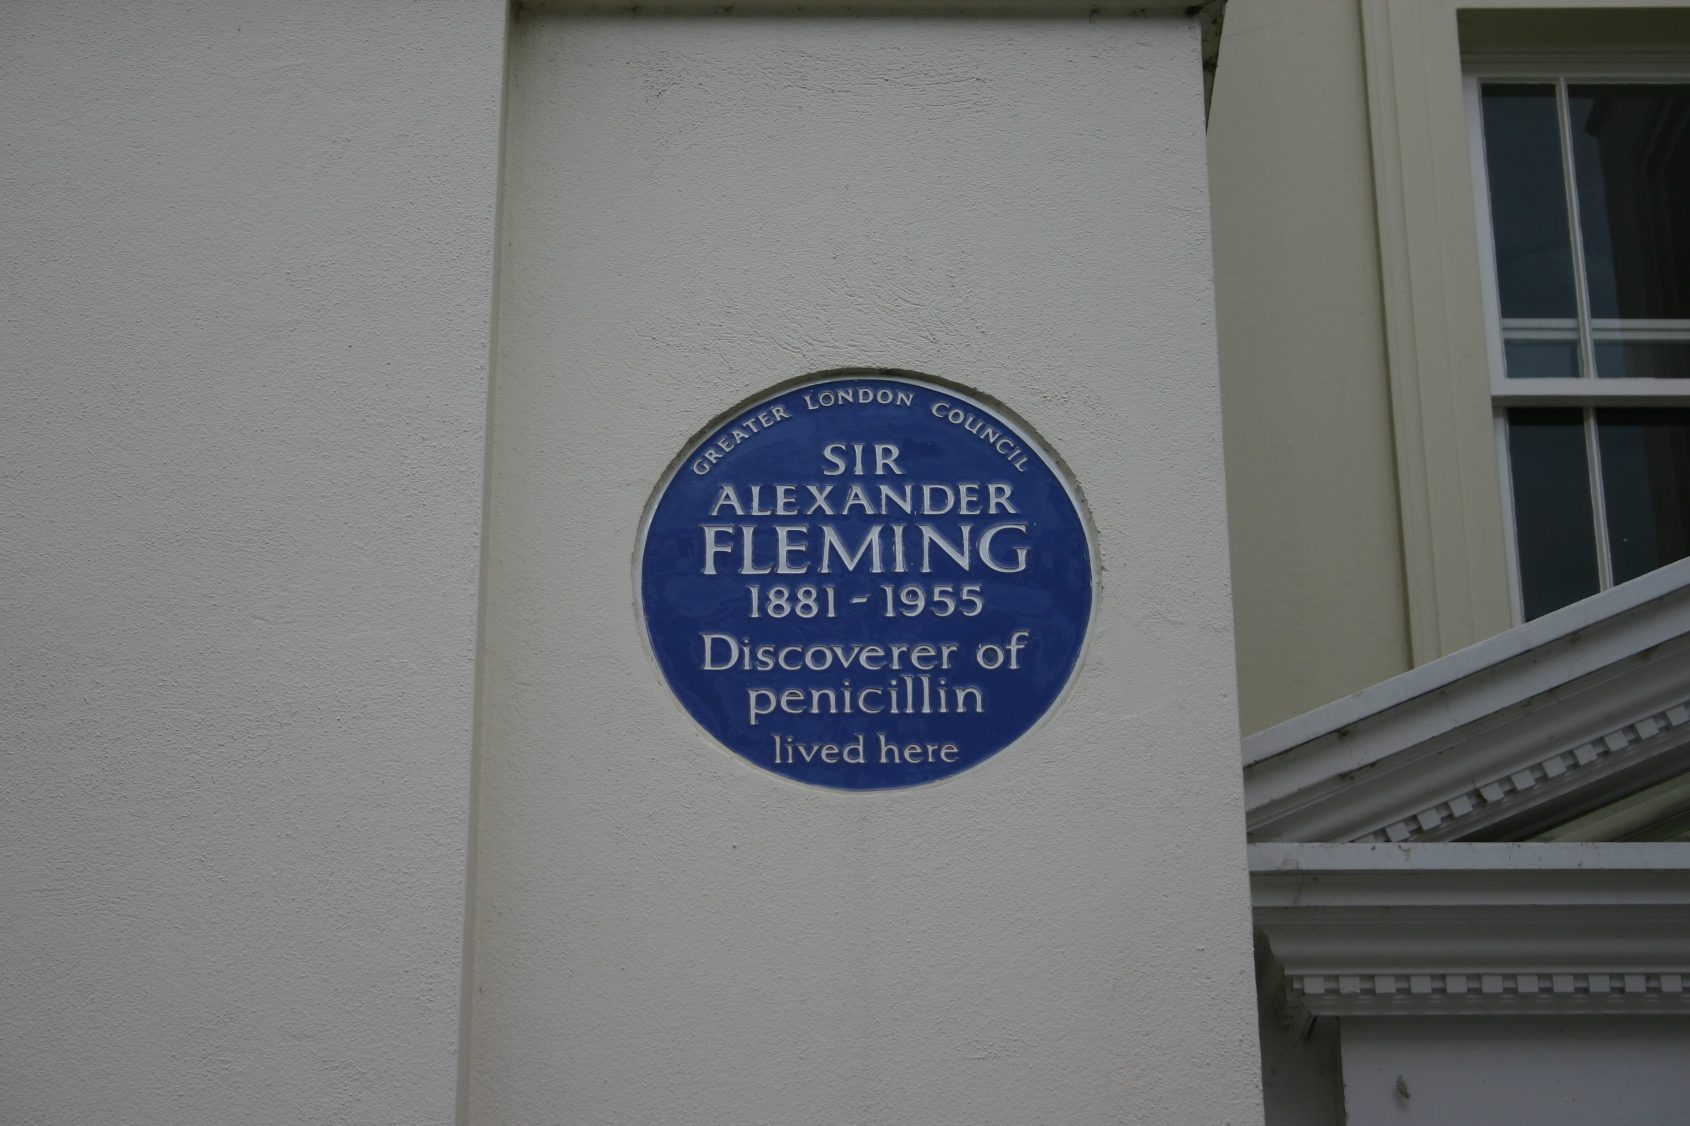 GREATER LONDON COUNCIL
SIR
ALEXANDER
FLEMING
1881 - 1955
Discoverer of
penicillin
lived here